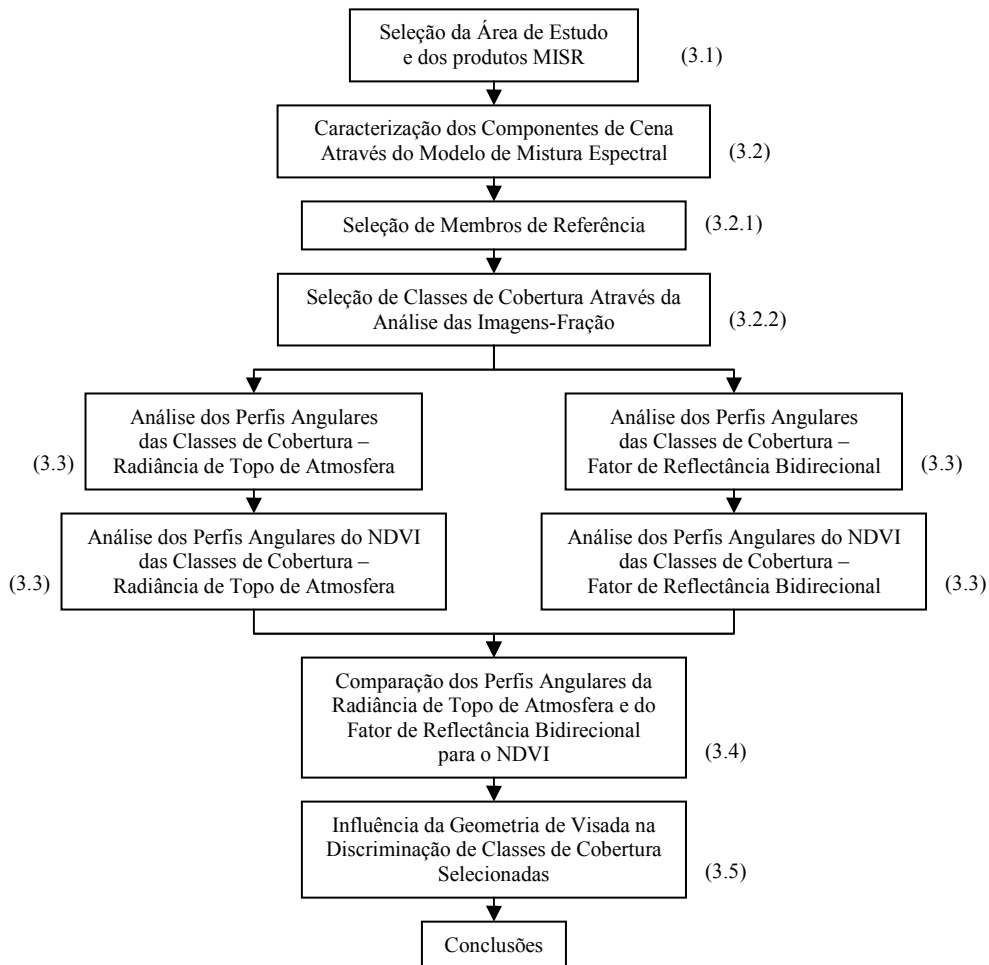 Seleção da Área de Estudo
e dos produtos MISR
(3.1)
Caracterização dos Componentes de Cena
Através do Modelo de Mistura Espectral
(3.2)
Seleção de Membros de Referência
(3.2.1)
Seleção de Classes de Cobertura Através da
Análise das Imagens-Fração
(3.2.2)
Análise dos Perfis Angulares
das Classes de Cobertura –
Radiância de Topo de Atmosfera
(3.3)
Análise dos Perfis Angulares
das Classes de Cobertura –
Fator de Reflectância Bidirecional
(3.3)
Análise dos Perfis Angulares do NDVI
das Classes de Cobertura –
Radiância de Topo de Atmosfera
(3.3)
Análise dos Perfis Angulares do NDVI
das Classes de Cobertura –
Fator de Reflectância Bidirecional
(3.3)
Comparação dos Perfis Angulares da
Radiância de Topo de Atmosfera e do
Fator de Reflectância Bidirecional
para o NDVI
(3.4)
Influência da Geometria de Visada na
Discriminação de Classes de Cobertura
Selecionadas
(3.5)
Conclusões